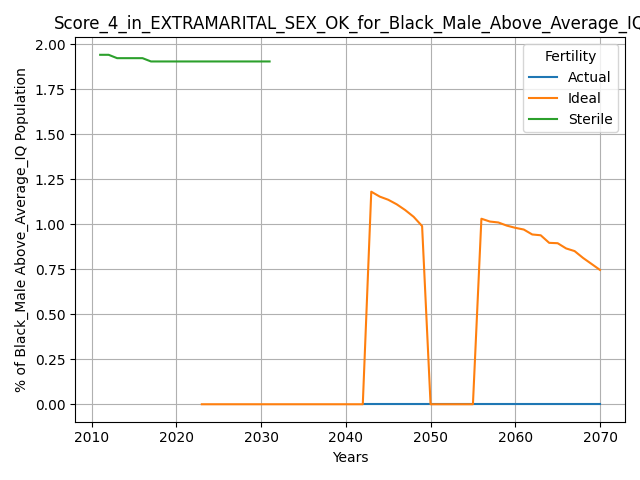 Score_4_in_EXTRAMARITAL_SEX_OK_for_Black_Male_Above_Average_IQ
Fertility
Actual
Ideal
Sterile
% of Black_Male Above_Average_IQ Population
2.00
1.75
1.50
1.25
1.00
0.75
0.50
0.25
0.00
2010 2020 2030 2040 2050 2060 2070
Years